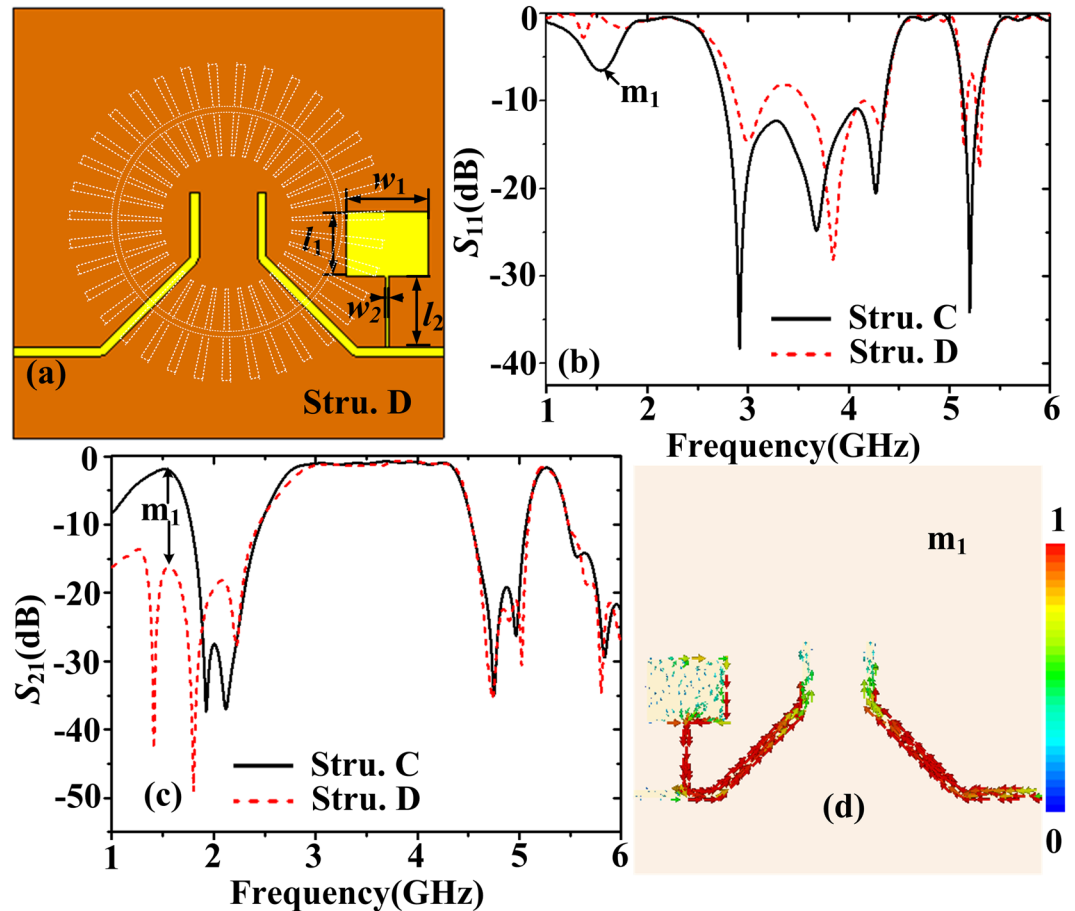 w1
l1
w2
l2
(a)
Stru. D
0
-10
-20
-30
-40
S11(dB)
m1
Stru. C
Stru. D
(b)
1 2 3 4 5 6
Frequency(GHz)
0
-10
-20
-30
-40
-50
S21(dB)
m1
Stru. C
Stru. D
(c)
1 2 3 4 5 6
Frequency(GHz)
m1
1
0
(d)